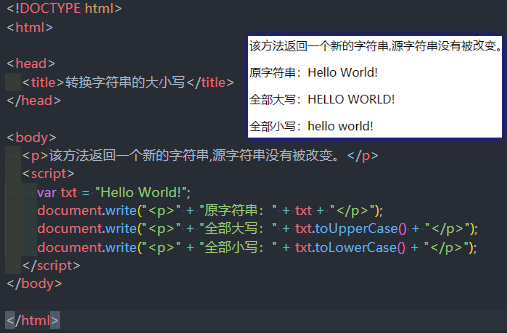 <!DOCTYPE html>
<html>
<head>
<title>转换字符串的大小写</title>
</head>
<body>
<p>该方法返回一个新的字符串,源字符串没有被改变。</p>
<script>
var txt = "Hello World!";
document.write("<p>" + "原字符串：" + txt + "</p>");
document.write("<p>" + "全部大写：" + txt.toUpperCase() + "</p>");
document.write("<p>" + "全部小写：" + txt.toLowerCase() + "</p>");
</script>
</body>
</html>
该方法返回一个新的字符串,源字符串没有被改变。
原字符串：Hello World!
全部大写：HELLO WORLD!
全部小写：hello world!